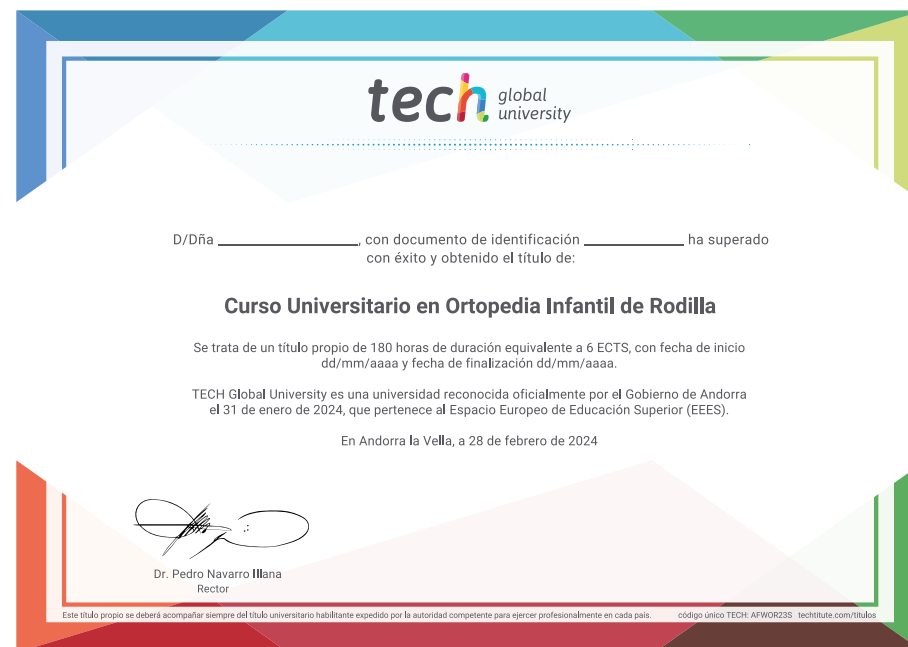 tech global university
D/Dña ____________________, con documento de identificación ______________ ha superado
con éxito y obtenido el título de:
Curso Universitario en Ortopedia Infantil de Rodilla
Se trata de un título propio de 180 horas de duración equivalente a 6 ECTS, con fecha de inicio
dd/mm/aaaa y fecha de finalización dd/mm/aaaa.
TECH Global University es una universidad reconocida oficialmente por el Gobierno de Andorra
el 31 de enero de 2024, que pertenece al Espacio Europeo de Educación Superior (EEES).
En Andorra la Vella, a 28 de febrero de 2024
Dr. Pedro Navarro Illana
Rector
Este título propio se deberá acompañar siempre del título universitario habilitante expedido por la autoridad competente para ejercer profesionalmente en cada país. código único TECH: AFWOR23S techtitute.com/titulos